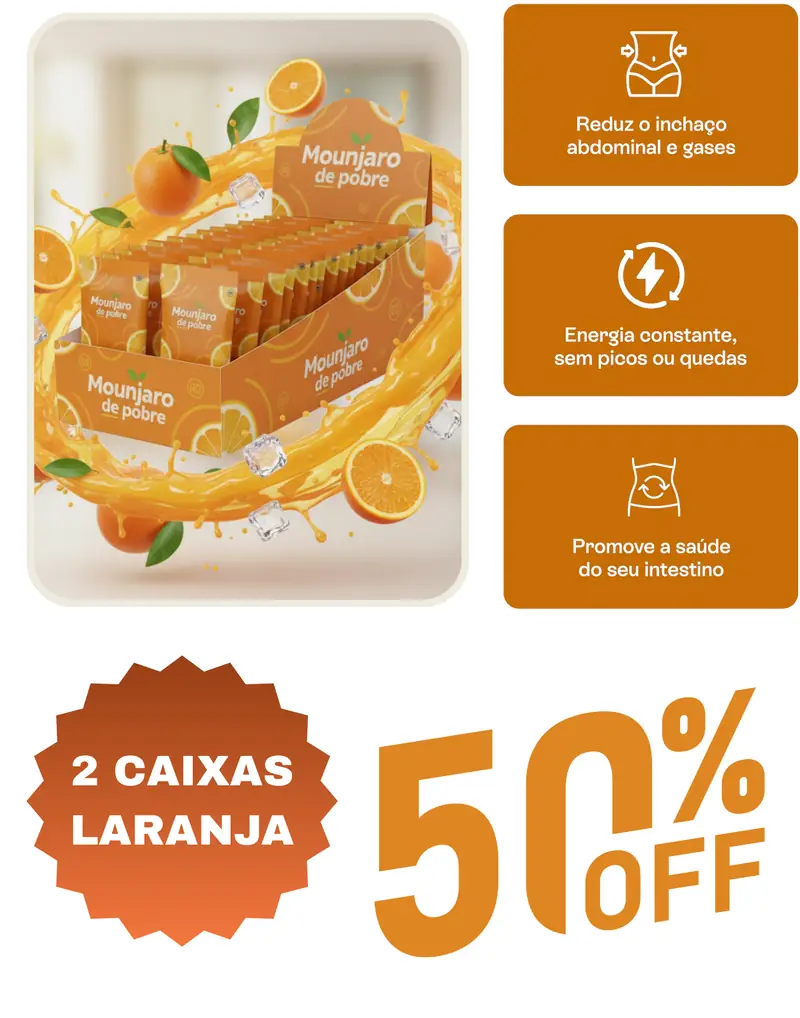 Mounjaro
de pobre
Mounjaro
de pobre
Mounjaro
de pobre
Mounjaro
de pobre
Mounjaro
de pobre
Reduz o inchaço
abdominal e gases
Energia constante,
sem picos ou quedas
Promove a saúde
do seu intestino
2 CAIXAS
LARANJA
50%
OFF